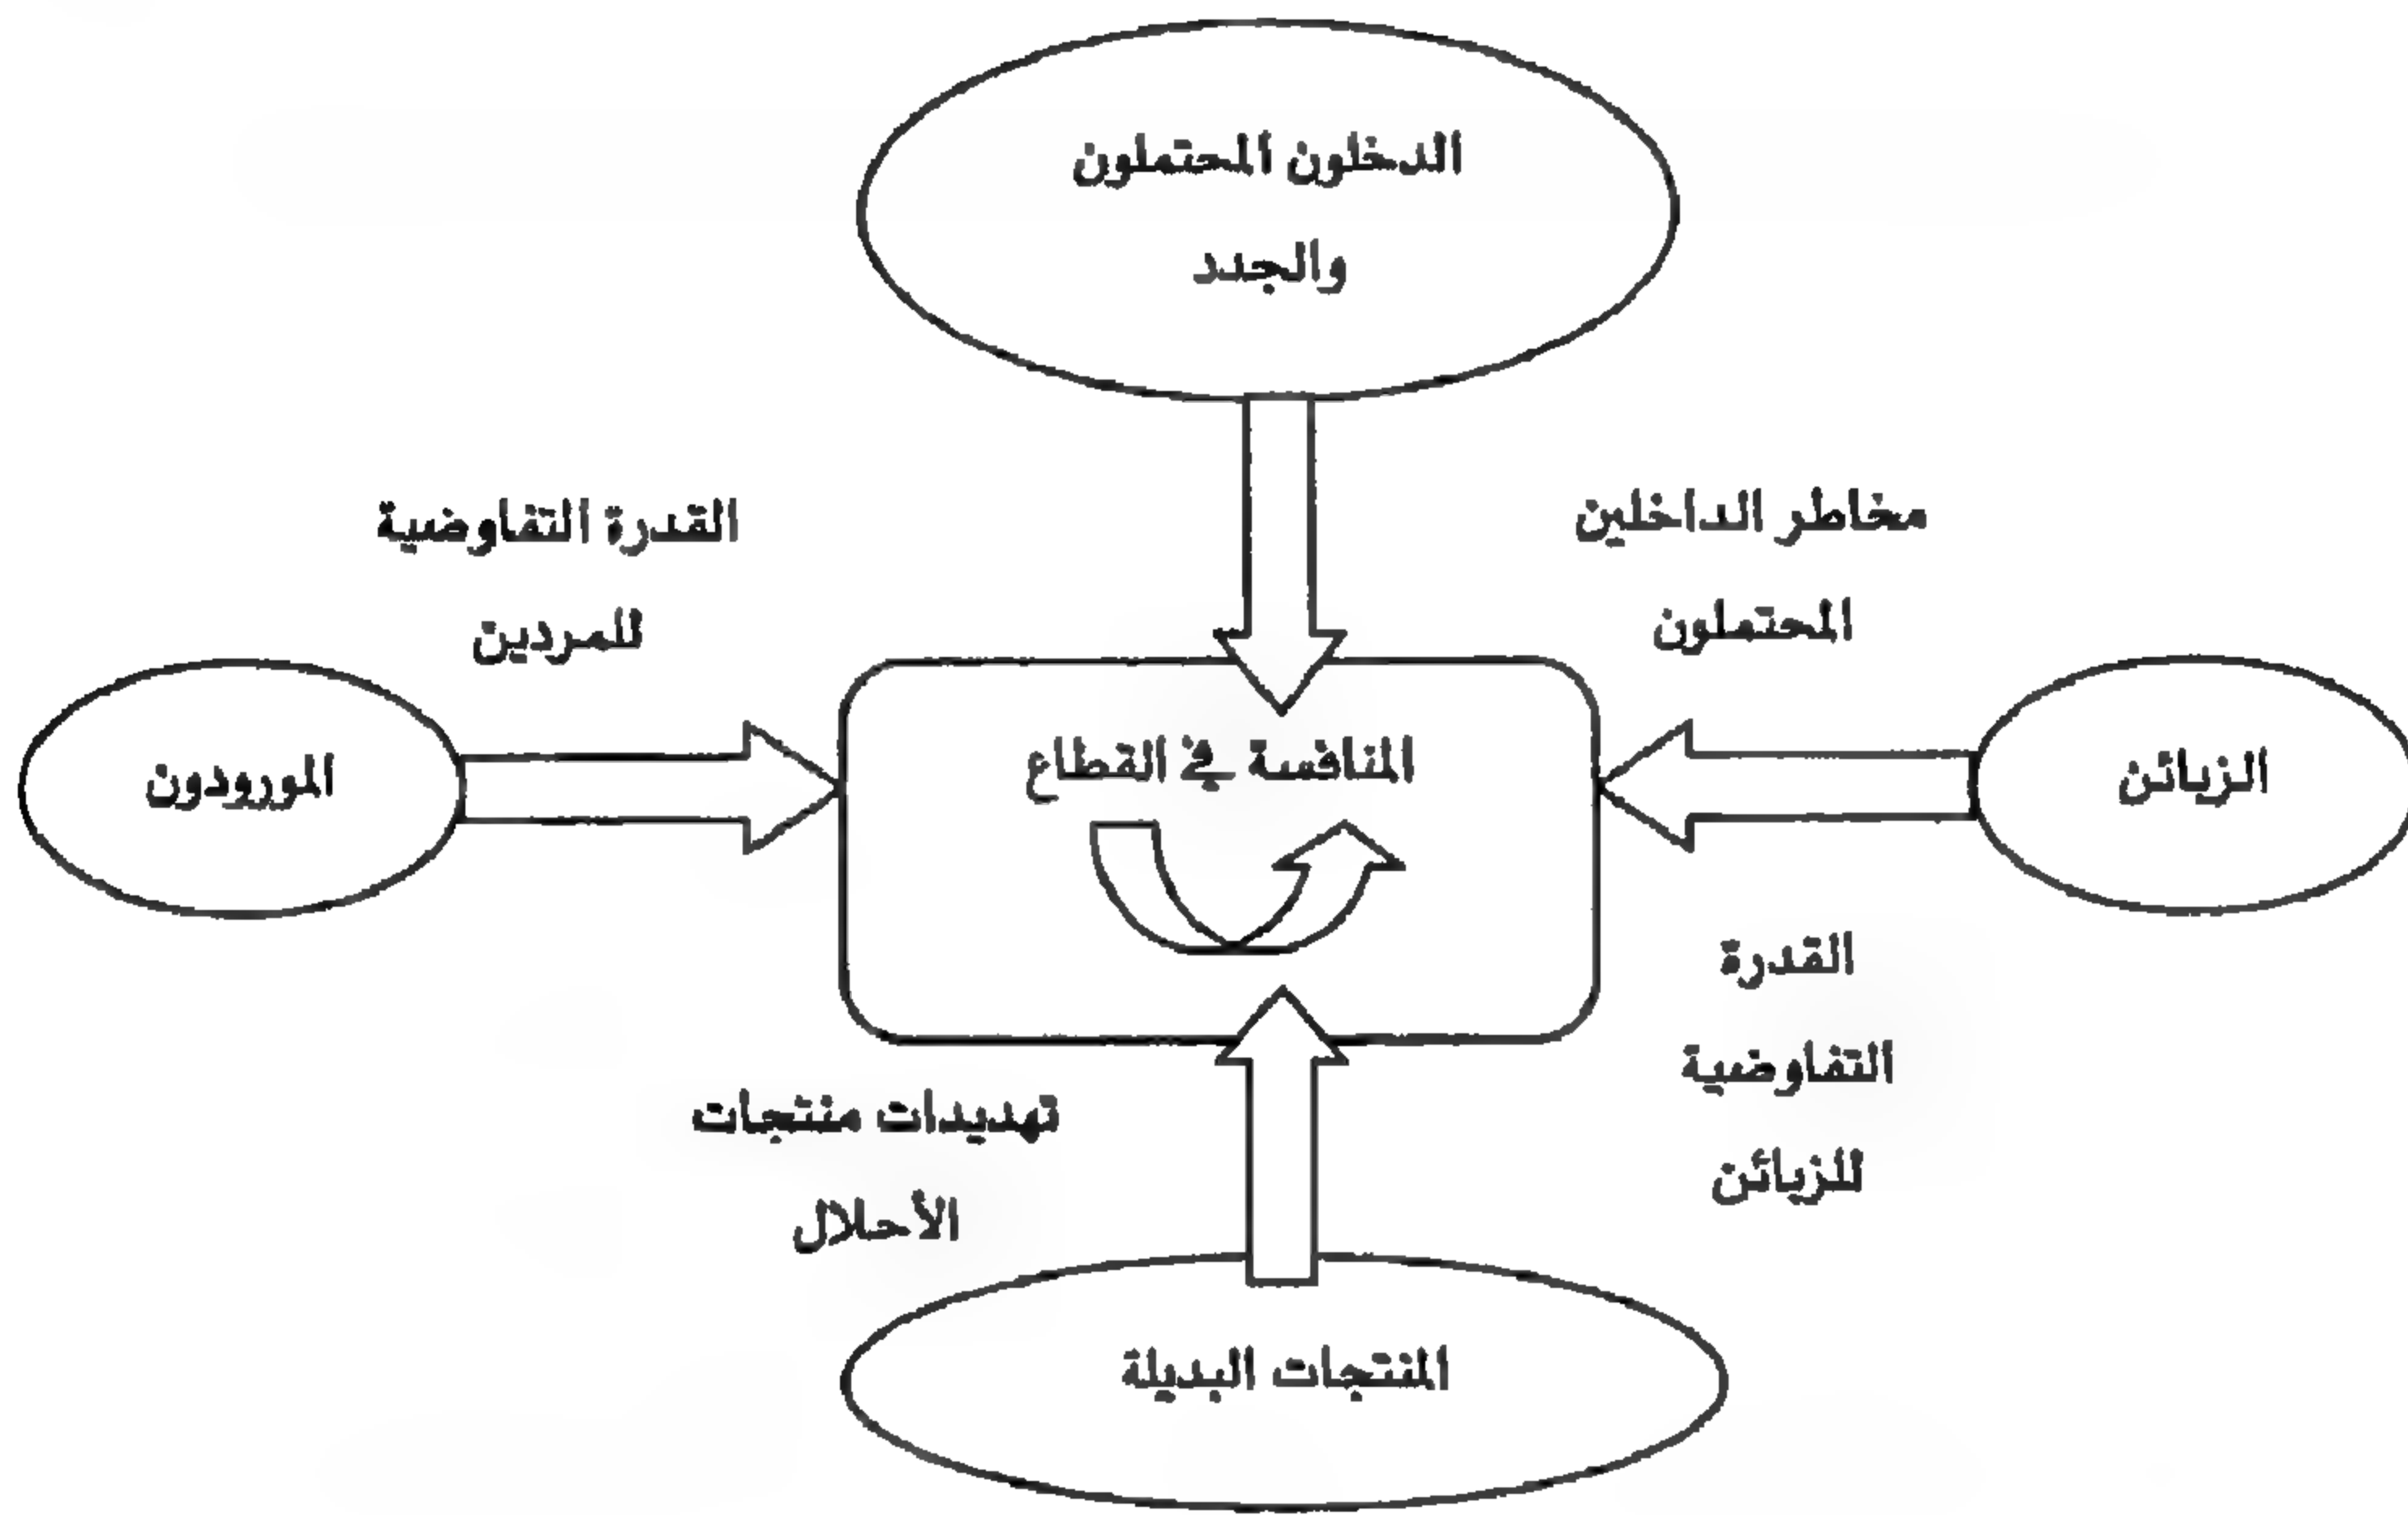 الدخلون المحتملون
والجدد
مخاطر الداخلين
المحتملون
القدرة التفاوضية
للمردين
الزبائن
المنافسة في القطاع
المورودون
القدرة
التفاوضية
للزبائن
تهديدات منتجات
الأحلال
المنتجات البديلة